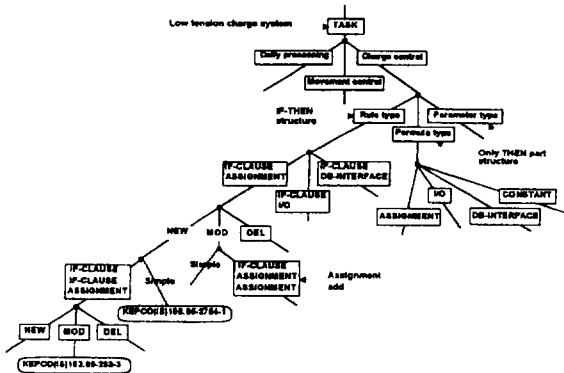 Low tension charge system
TASK
Daily processing
Charge control
Movement control
IF-THEN
structure
Rule type
Parameter type
Formula type
Only THEN part
structure
IF-CLAUSE
ASSIGNMENT
IF-CLAUSE
DB-INTERFACE
IF-CLAUSE
I/O
CONSTANT
I/O
ASSIGNMENT
DB-INTERFACE
NEW
MOD
DEL
Simple
Simple
IF-CLAUSE
IF-CLAUSE
ASSIGNMENT
IF-CLAUSE
ASSIGNMENT
ASSIGNMENT
Assignment
add
NEW
MOD
DEL